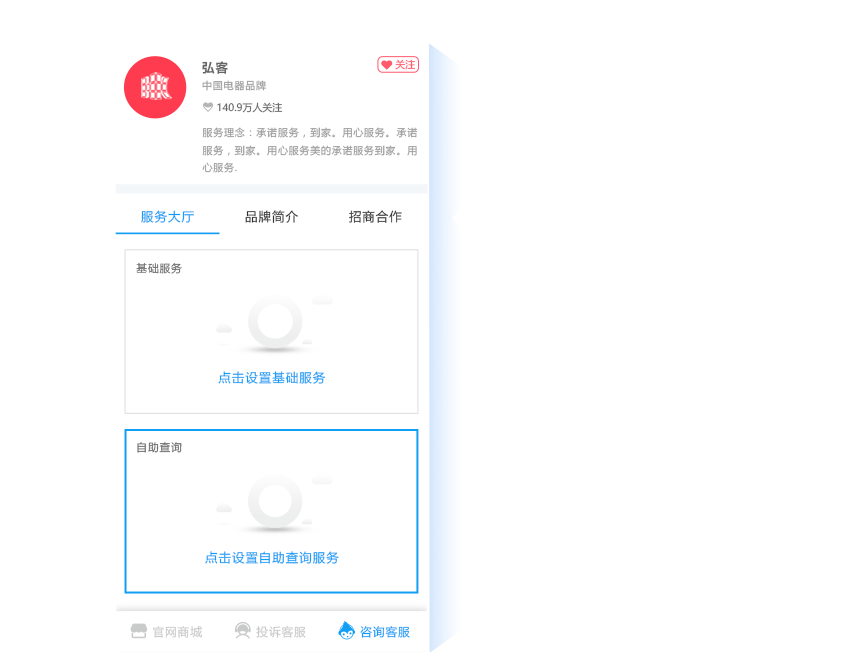 弘客
关注
中国电器品牌
140.9万人关注
服务理念：承诺服务，到家。用心服务。承诺
服务，到家。用心服务美的承诺服务到家。用
心服务.
服务大厅
品牌简介
招商合作
基础服务
点击设置基础服务
自助查询
点击设置自助查询服务
官网商城
投诉客服
咨询客服